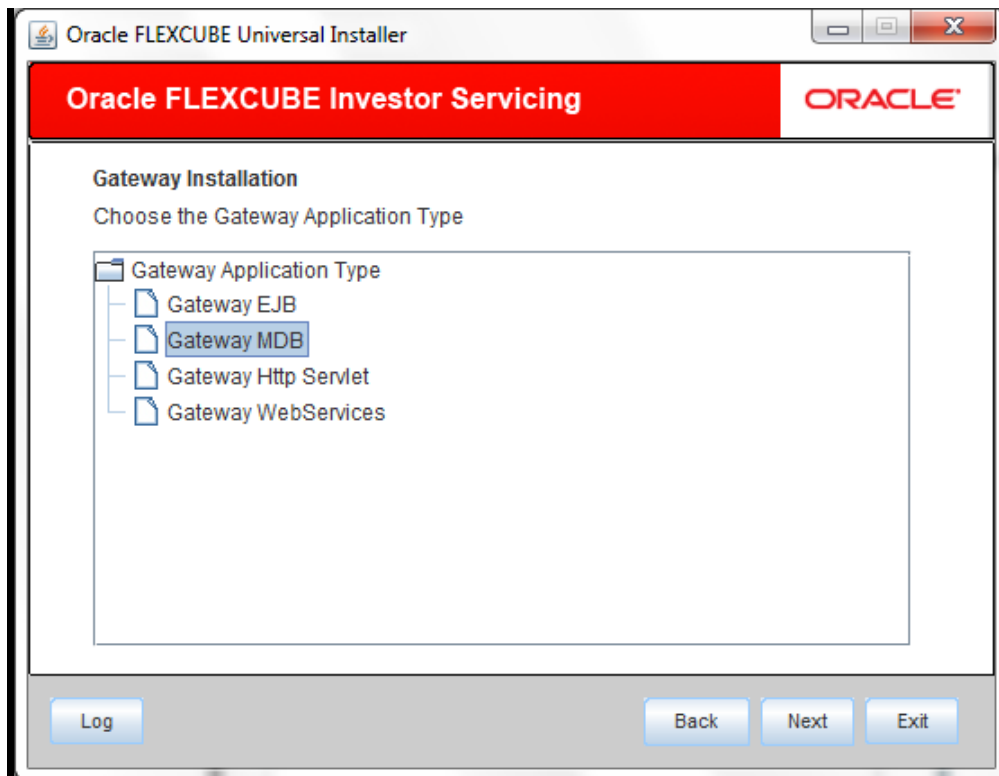 Oracle FLEXCUBE Universal Installer
Oracle FLEXCUBE Investor Servicing
ORACLE
Gateway Installation
Choose the Gateway Application Type
Gateway Application Type
Gateway EJB
Gateway MDB
Gateway Http Servlet
Gateway WebServices
Log Back Next Exit